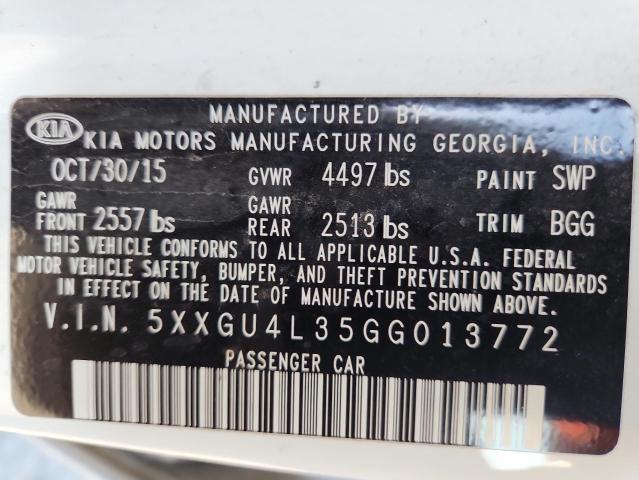 MANUFACTURED BY
KIA KIA MOTORS MANUFACTURING GEORGIA, INC.
OCT/30/15 GVWR 4497 lbs PAINT SWP
GAWR FRONT 2557 lbs GAWR REAR 2513 lbs TRIM BGG
THIS VEHICLE CONFORMS TO ALL APPLICABLE U.S.A. FEDERAL
MOTOR VEHICLE SAFETY, BUMPER, AND THEFT PREVENTION STANDARDS
IN EFFECT ON THE DATE OF MANUFACTURE SHOWN ABOVE.
V.I.N. 5XXGU4L35GG013772
PASSENGER CAR